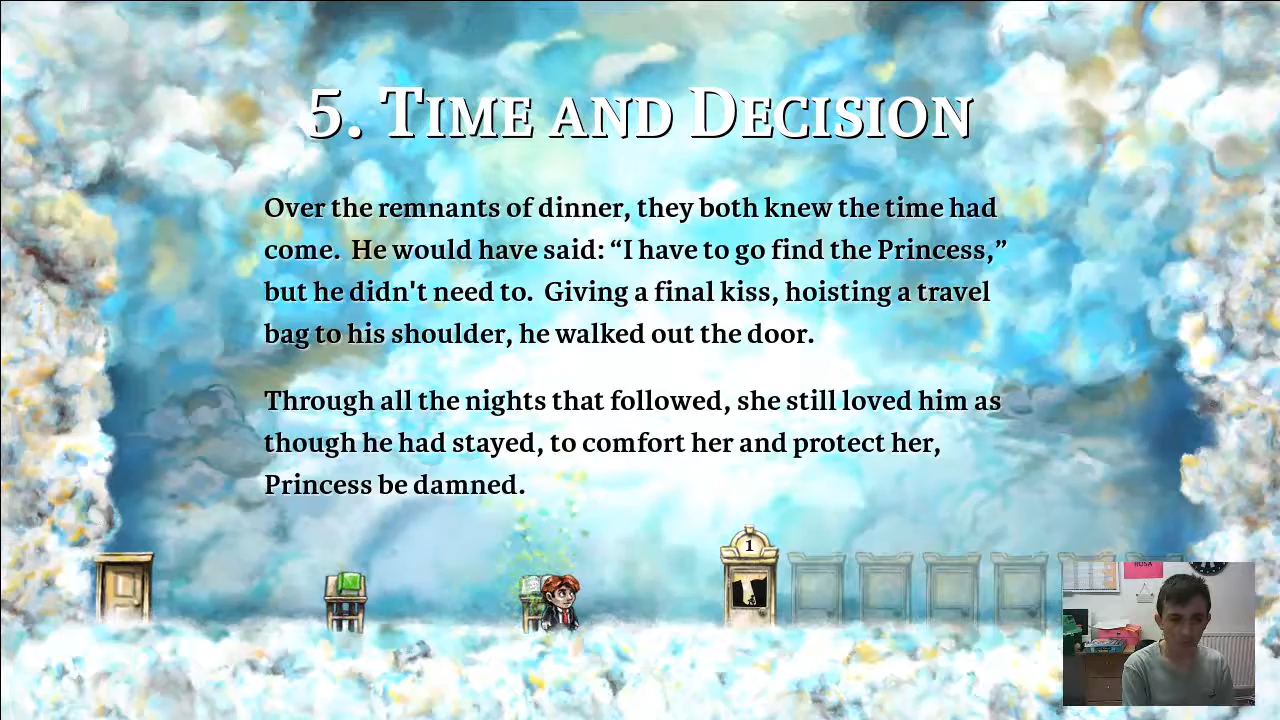 5. TIME AND DECISION
Over the remnants of dinner, they both knew the time had
come.  He would have said: “I have to go find the Princess,”
but he didn't need to.  Giving a final kiss, hoisting a travel
bag to his shoulder, he walked out the door.
Through all the nights that followed, she still loved him as
though he had stayed, to comfort her and protect her,
Princess be damned.
1